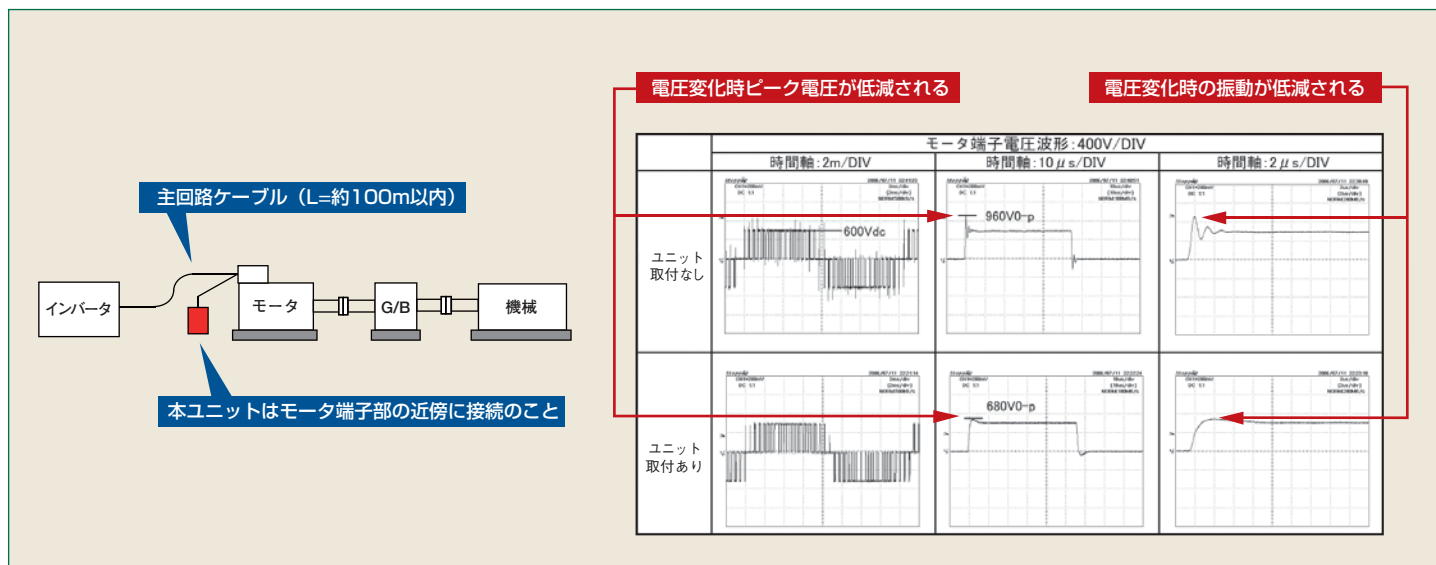 電圧変化時ピーク電圧が低減される
電圧変化時の振動が低減される
主回路ケーブル（L=約100m以内）
インバータ
モータ
G/B
機械
本ユニットはモータ端子部の近傍に接続のこと
モータ端子電圧波形:400V/DIV
時間軸:2m/DIV
時間軸:10μs/DIV
時間軸:2μs/DIV
ユニット
取付なし
600Vdc
960V0-p
ユニット
取付あり
680V0-p